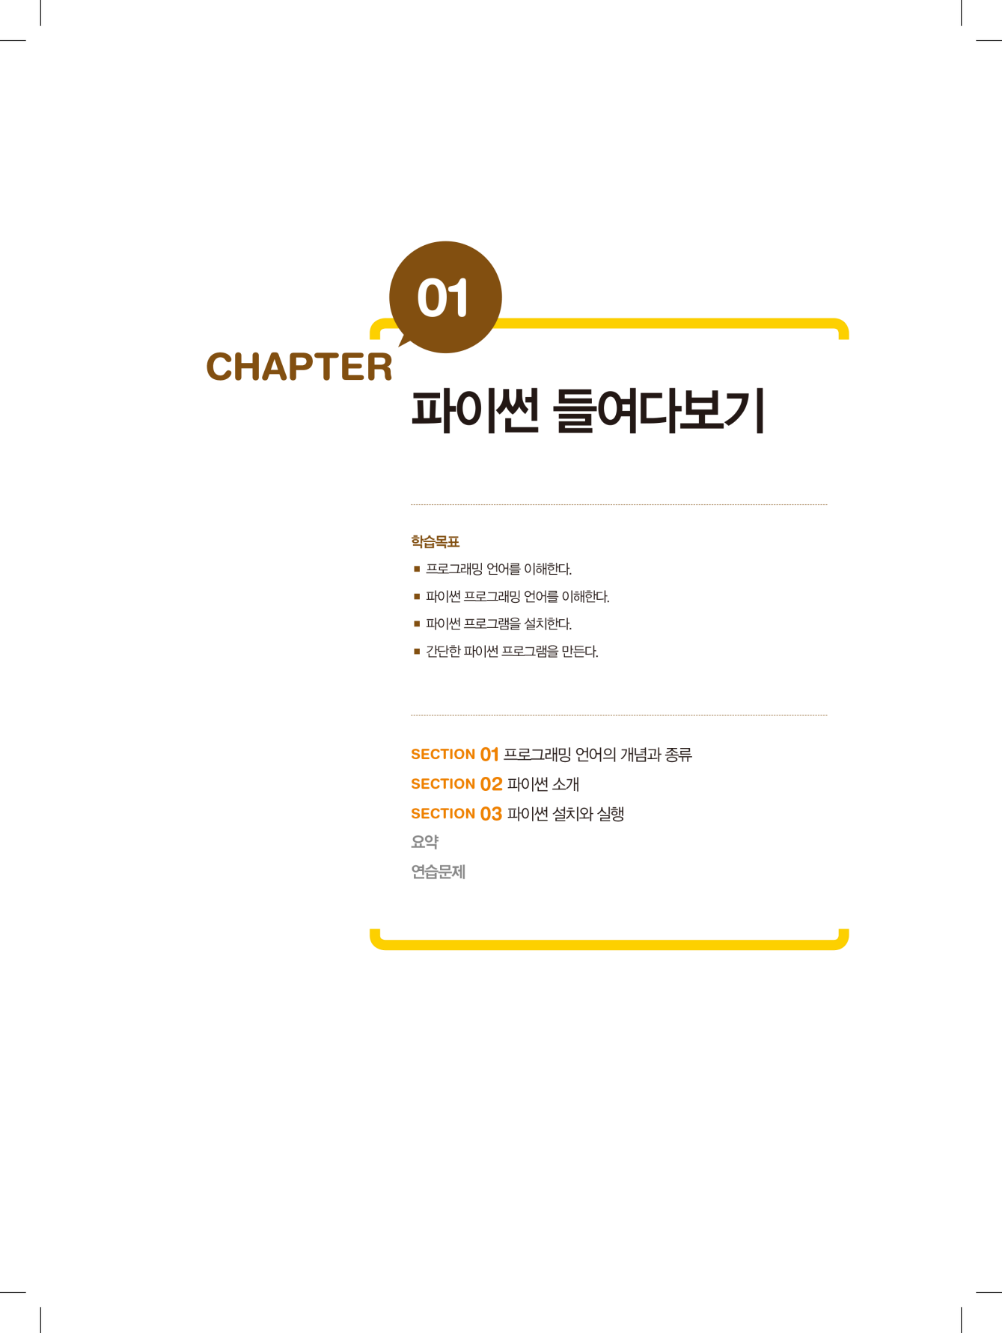 01
CHAPTER
파이썬 들여다보기
학습목표
■ 프로그래밍 언어를 이해한다.
■ 파이썬 프로그래밍 언어를 이해한다.
■ 파이썬 프로그램을 설치한다.
■ 간단한 파이썬 프로그램을 만든다.
SECTION 01 프로그래밍 언어의 개념과 종류
SECTION 02 파이썬 소개
SECTION 03 파이썬 설치와 실행
요약
연습문제